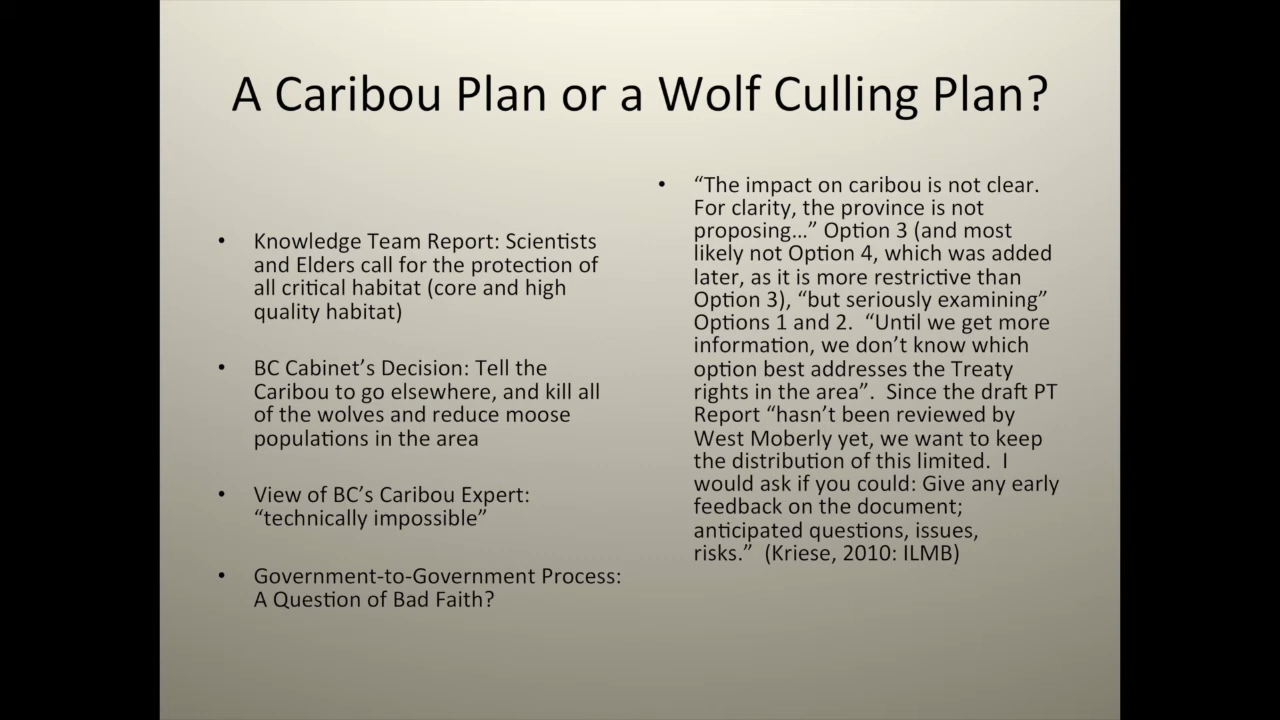 A Caribou Plan or a Wolf Culling Plan?
• Knowledge Team Report: Scientists
and Elders call for the protection of
all critical habitat (core and high
quality habitat)
• BC Cabinet’s Decision: Tell the
Caribou to go elsewhere, and kill all
of the wolves and reduce moose
populations in the area
• View of BC’s Caribou Expert:
“technically impossible”
• Government-to-Government Process:
A Question of Bad Faith?
• “The impact on caribou is not clear.
For clarity, the province is not
proposing…” Option 3 (and most
likely not Option 4, which was added
later, as it is more restrictive than
Option 3), “but seriously examining”
Options 1 and 2.  “Until we get more
information, we don’t know which
option best addresses the Treaty
rights in the area”.  Since the draft PT
Report “hasn’t been reviewed by
West Moberly yet, we want to keep
the distribution of this limited.  I
would ask if you could: Give any early
feedback on the document;
anticipated questions, issues,
risks.”  (Kriese, 2010: ILMB)